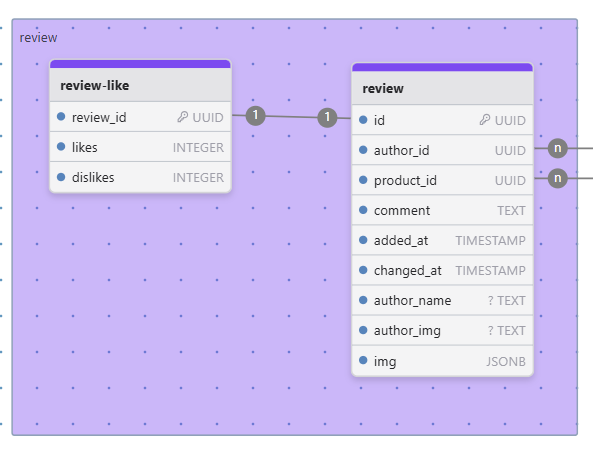 review
review-like
review_id UUID
likes INTEGER
dislikes INTEGER
1 1
review
id UUID
author_id UUID n
product_id UUID n
comment TEXT
added_at TIMESTAMP
changed_at TIMESTAMP
author_name ? TEXT
author_img ? TEXT
img JSONB